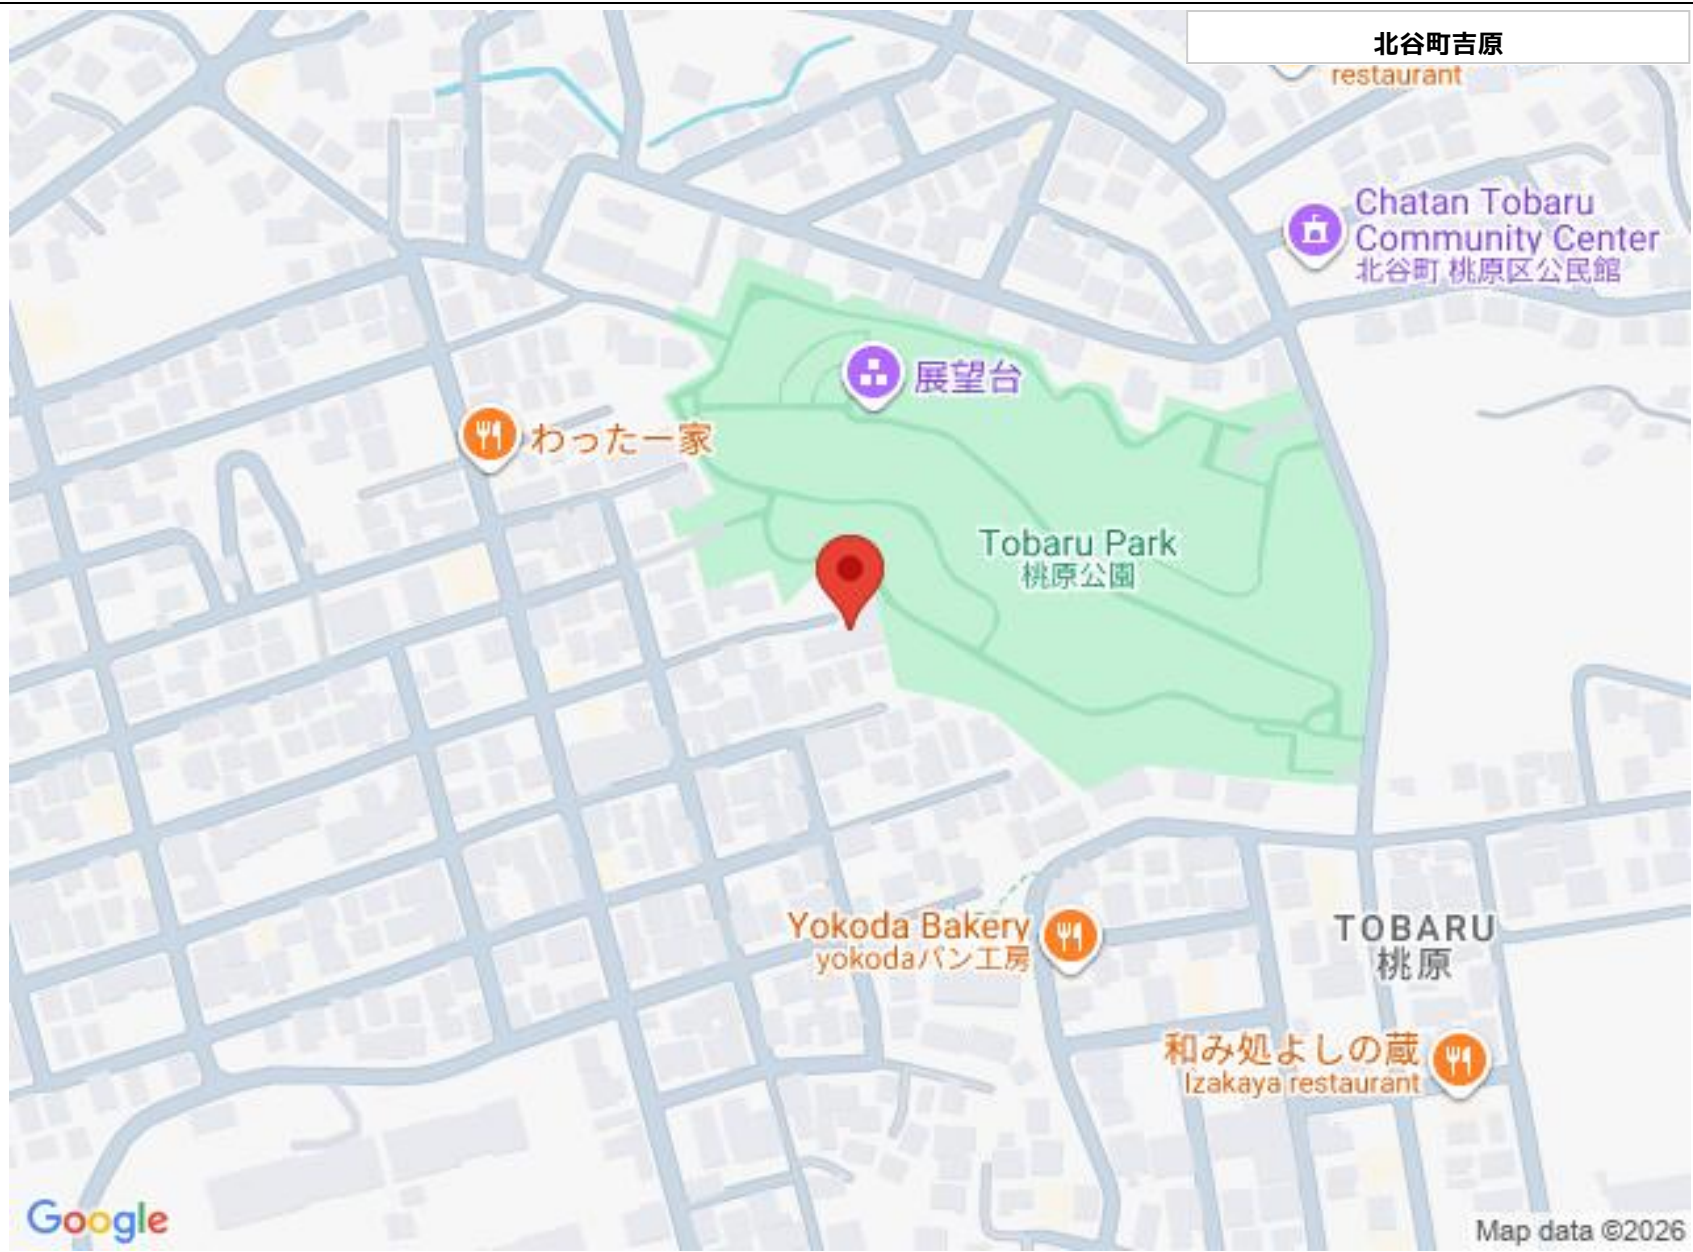 北谷町吉原
restaurant
Chatan Tobaru
Community Center
北谷町 桃原区公民館
展望台
わったー家
Tobaru Park
桃原公園
Yokoda Bakery
yokodaパン工房
TOBARU
桃原
和み処よしの蔵
Izakaya restaurant
Google
Map data ©2026